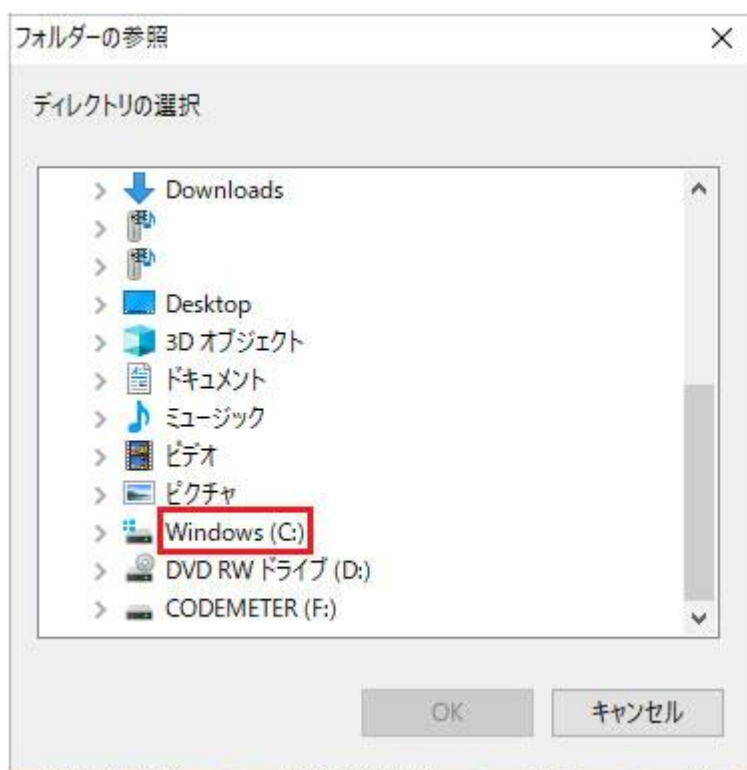 フォルダーの参照
ディレクトリの選択
Downloads
Desktop
3D オブジェクト
ドキュメント
ミュージック
ビデオ
ピクチャ
Windows (C:)
DVD RW ドライブ (D:)
CODEMETER (F:)
OK
キャンセル